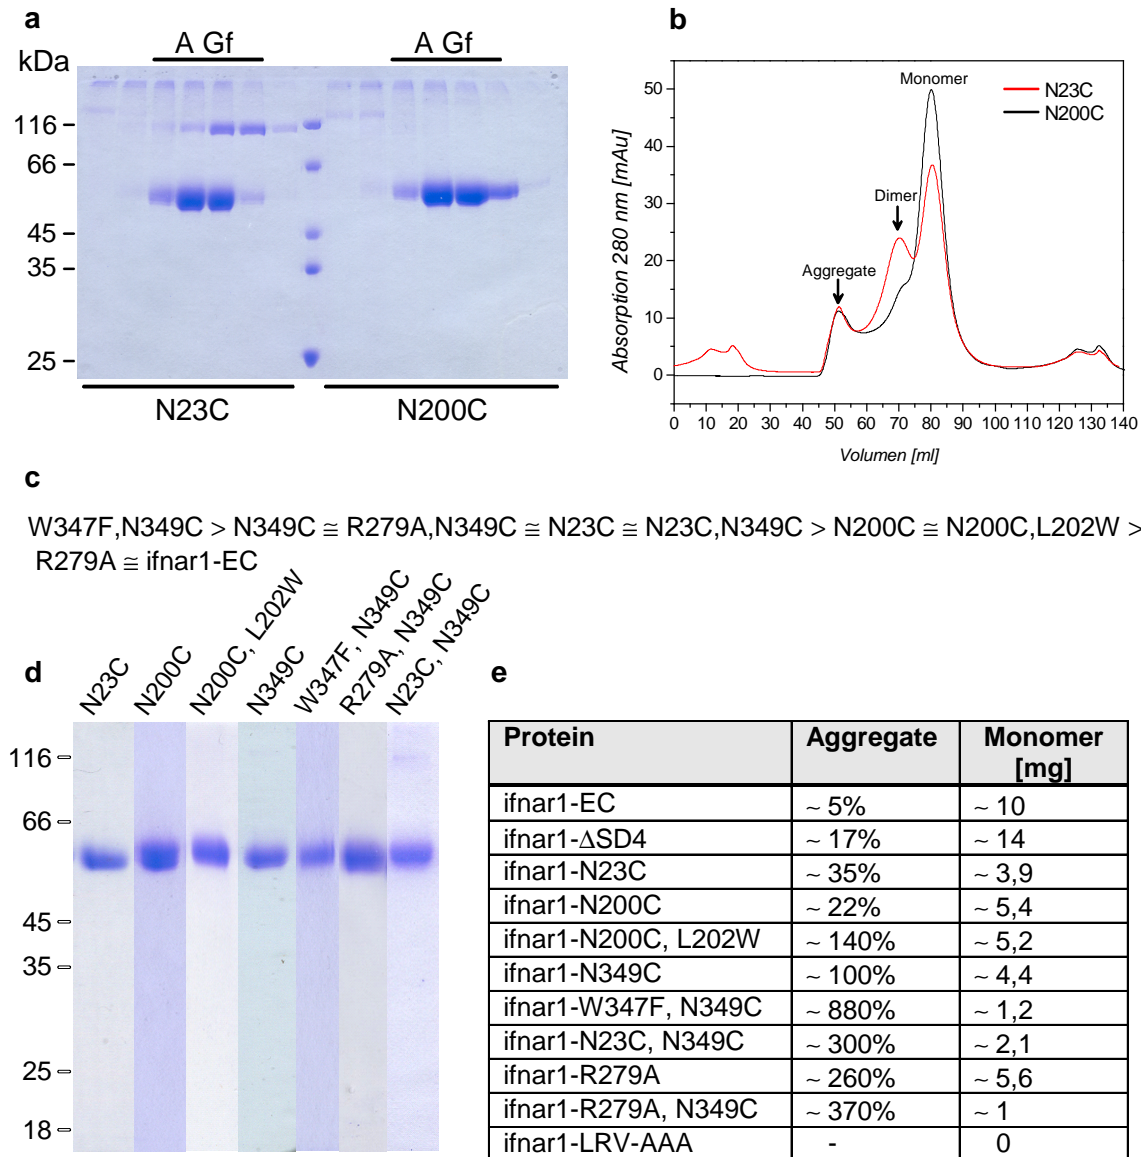 a
A Gf
A Gf
kDa
116
66
45
35
25
N23C
N200C
b
Absorption 280 nm [mAu]
50
40
30
20
10
0
Monomer
Dimer
Aggregate
N23C
N200C
0 10 20 30 40 50 60 70 80 90 100 110 120 130 140
Volumen [ml]
c
W347F,N349C > N349C ≅ R279A,N349C ≅ N23C ≅ N23C,N349C > N200C ≅ N200C,L202W >
R279A ≅ ifnar1-EC
d
N23C
N200C
N200C, L202W
N349C
W347F, N349C
R279A, N349C
N23C, N349C
116
66
45
35
25
18
e
Protein Aggregate Monomer [mg]
ifnar1-EC ~ 5% ~ 10
ifnar1-ΔSD4 ~ 17% ~ 14
ifnar1-N23C ~ 35% ~ 3,9
ifnar1-N200C ~ 22% ~ 5,4
ifnar1-N200C, L202W ~ 140% ~ 5,2
ifnar1-N349C ~ 100% ~ 4,4
ifnar1-W347F, N349C ~ 880% ~ 1,2
ifnar1-N23C, N349C ~ 300% ~ 2,1
ifnar1-R279A ~ 260% ~ 5,6
ifnar1-R279A, N349C ~ 370% ~ 1
ifnar1-LRV-AAA - 0